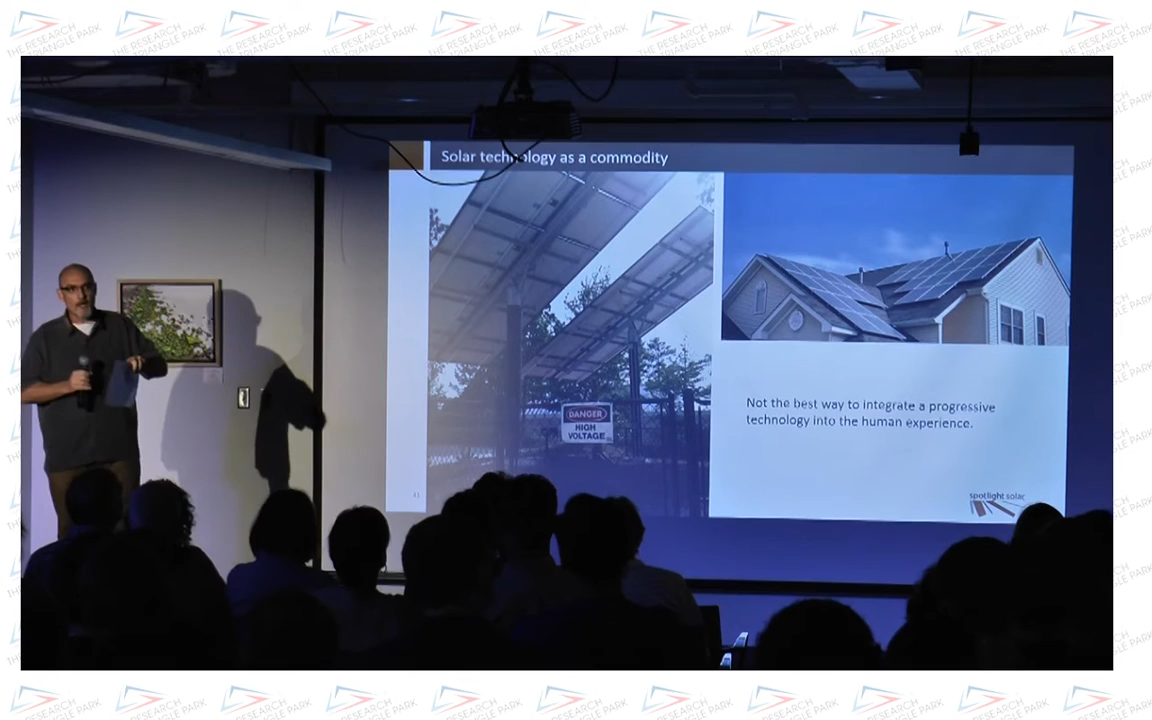 THE RESEARCH
TRIANGLE PARK
Solar technology as a commodity
DANGER
HIGH
VOLTAGE
Not the best way to integrate a progressive
technology into the human experience.
spotlight solar